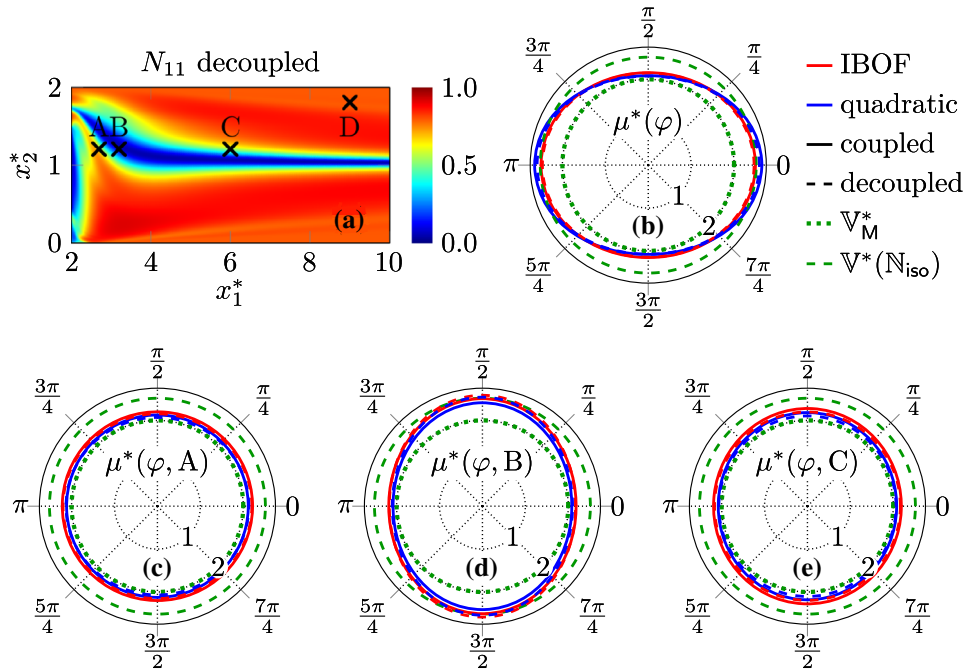 N₁₁ decoupled
x₂*
2
1
0
A B C D
(a)
2 4 6 8 10
x₁*
1.0
0.5
0.0
π/2
3π/4 π/4
μ*(φ)
π 0
1
2
(b)
5π/4 7π/4
3π/2
IBOF
quadratic
coupled
decoupled
𝕍*_M
𝕍*(ℕ_iso)
π/2
3π/4 π/4
μ*(φ, A)
π 0
1
2
(c)
5π/4 7π/4
3π/2
π/2
3π/4 π/4
μ*(φ, B)
π 0
1
2
(d)
5π/4 7π/4
3π/2
π/2
3π/4 π/4
μ*(φ, C)
π 0
1
2
(e)
5π/4 7π/4
3π/2